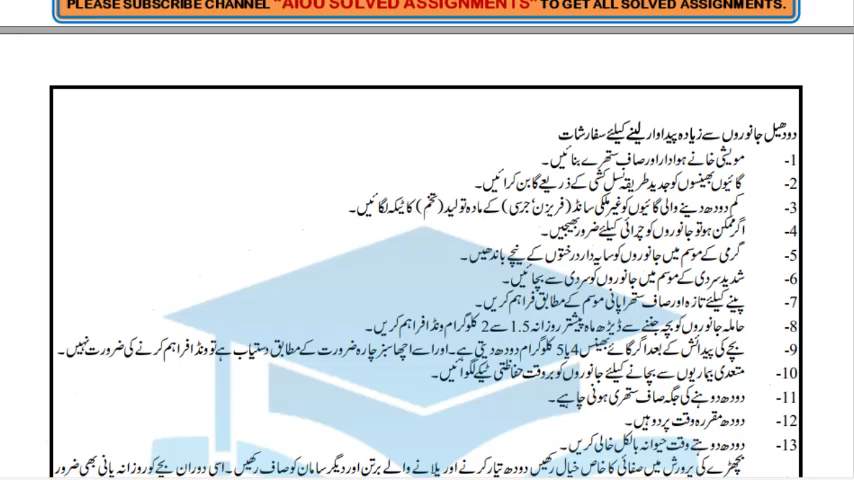 PLEASE SUBSCRIBE CHANNEL "AIOU SOLVED ASSIGNMENTS" TO GET ALL SOLVED ASSIGNMENTS.
دودھیل جانوروں سے زیادہ پیداوار لینے کیلئے سفارشات
1- مویشی خانے ہوادار اور صاف ستھرے بنائیں۔
2- گائیوں بھینسوں کو جدید طریقہ نسل کشی کے ذریعے گابن کرائیں۔
3- کم دودھ دینے والی گائیوں کو غیر ملکی سانڈ (فریزن، جرسی) کے مادہ تولید (تخم) کا ٹیکہ لگائیں۔
4- اگر ممکن ہو تو جانوروں کو چرائی کیلئے ضرور بھیجیں۔
5- گرمی کے موسم میں جانوروں کو سایہ دار درختوں کے نیچے باندھیں۔
6- شدید سردی کے موسم میں جانوروں کو سردی سے بچائیں۔
7- پینے کیلئے تازہ اور صاف ستھرا پانی موسم کے مطابق فراہم کریں۔
8- حاملہ جانوروں کو بچہ جننے سے ڈیڑھ ماہ پیشتر روزانہ 1.5 سے 2 کلوگرام ونڈا فراہم کریں۔
9- بچے کی پیدائش کے بعد اگر گائے بھینس 4 یا 5 کلوگرام دودھ دیتی ہے۔ اور اسے اچھا سبز چارہ ضرورت کے مطابق دستیاب ہے تو ونڈا فراہم کرنے کی ضرورت نہیں۔
10- متعدی بیماریوں سے بچانے کیلئے جانوروں کو بروقت حفاظتی ٹیکے لگوائیں۔
11- دودھ دوہنے کی جگہ صاف ستھری ہونی چاہیے۔
12- دودھ مقررہ وقت پر دوہیں۔
13- دودھ دوہتے وقت حیوانہ بالکل خالی کریں۔
بچھڑے کی پرورش میں صفائی کا خاص خیال رکھیں دودھ تیار کرنے اور پلانے والے برتن اور دیگر سامان کو صاف رکھیں۔ اسی دوران بچے کو روزانہ پانی بھی ضرور